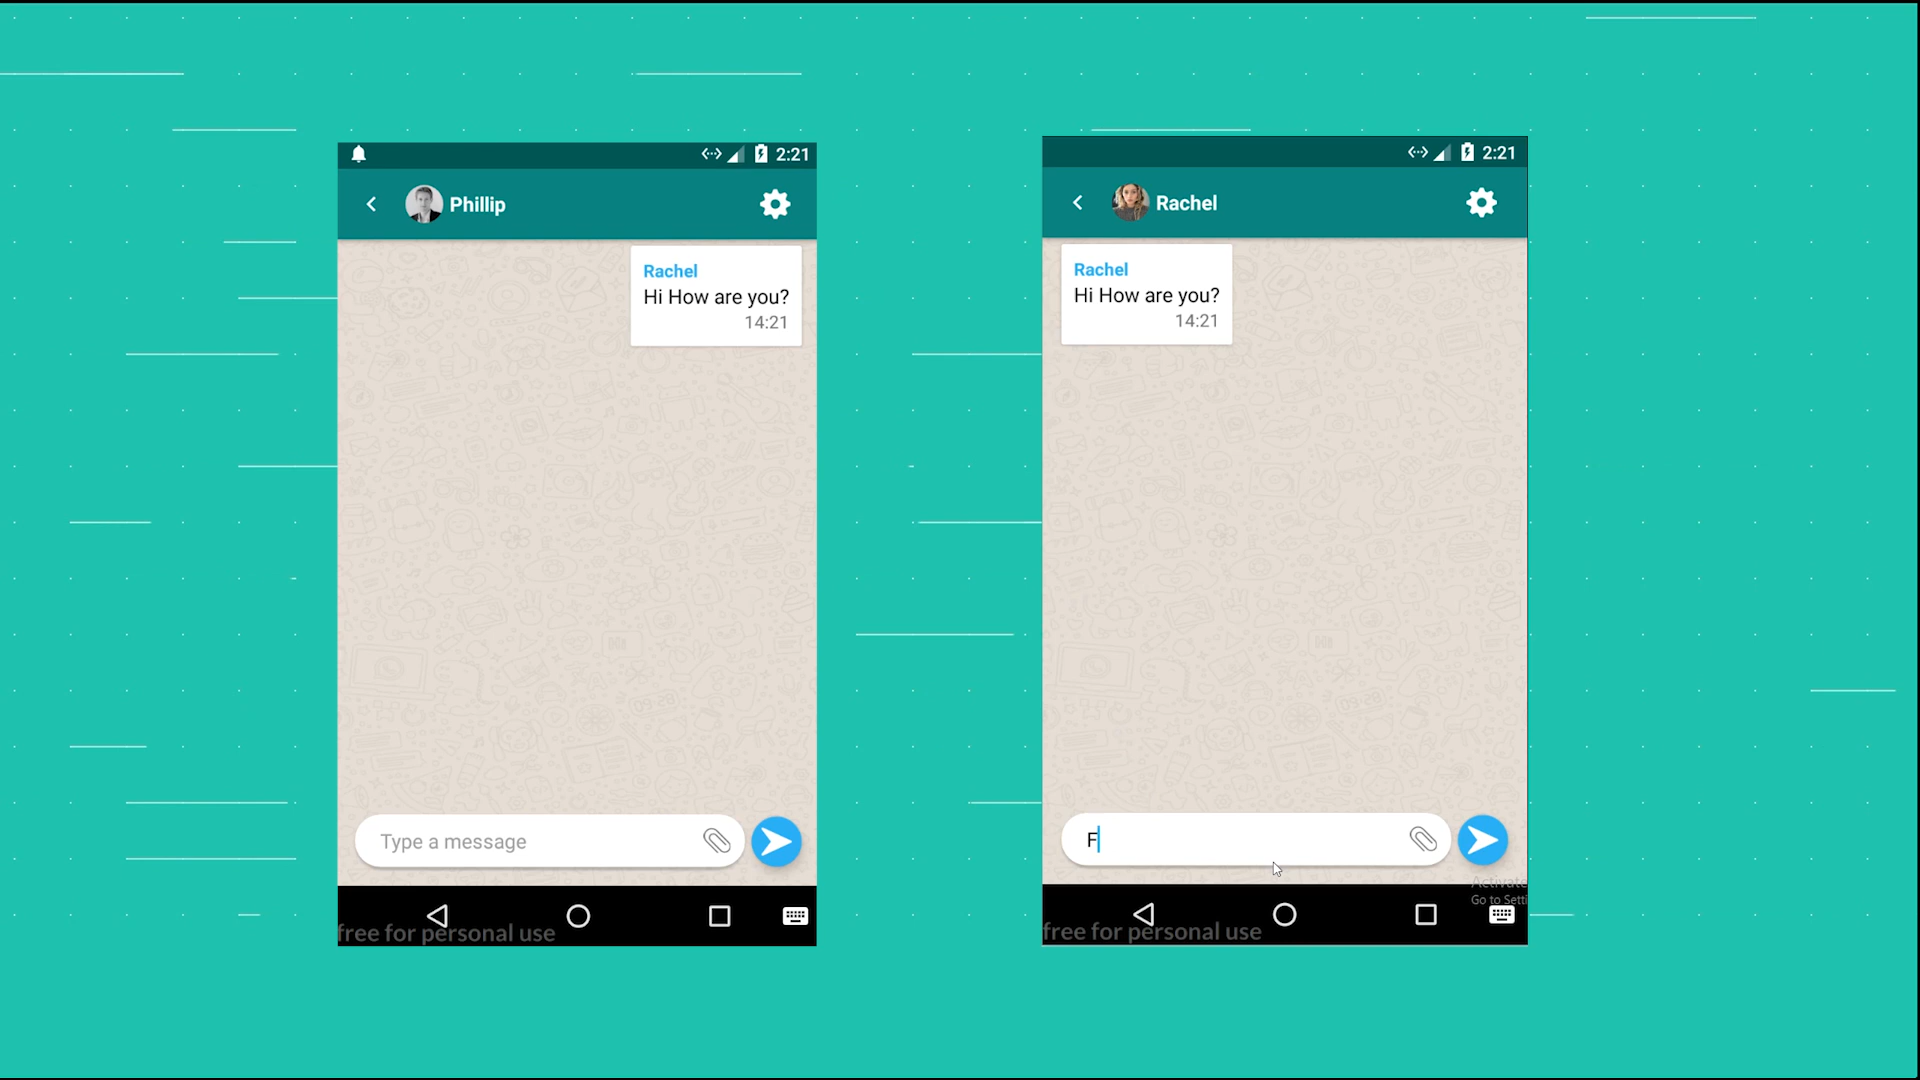 2:21
Phillip
Rachel
Hi How are you?
14:21
Type a message
free for personal use
2:21
Rachel
Rachel
Hi How are you?
14:21
F
Activate
Go to Setti
free for personal use